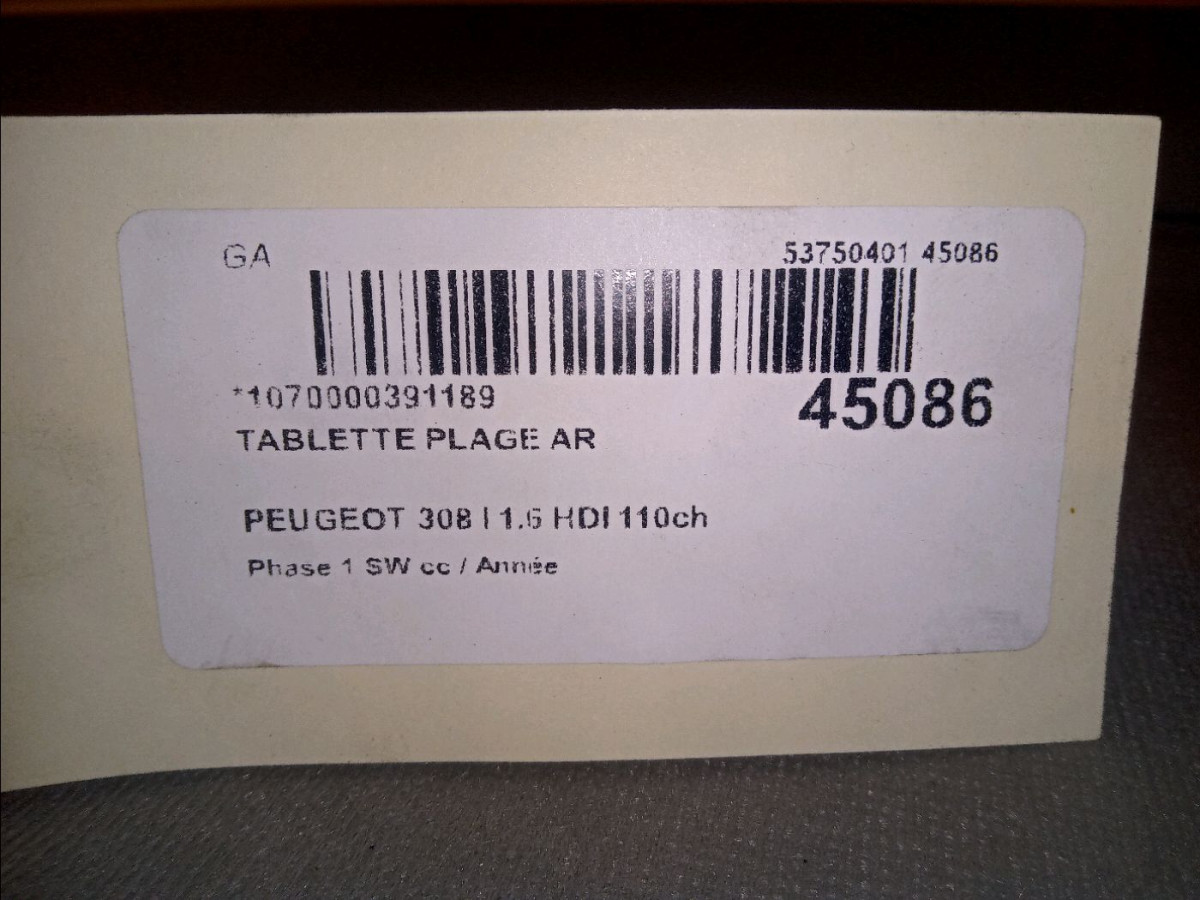 GA 53750401 45086
*1070000391189 45086
TABLETTE PLAGE AR
PEUGEOT 308 I 1.6 HDI 110ch
Phase 1 SW cc / Année